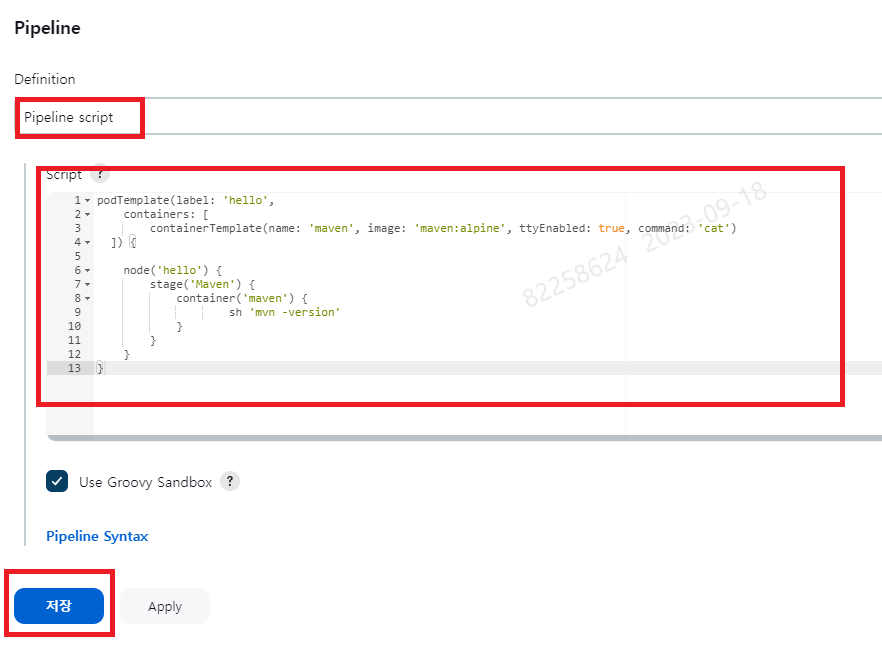 Pipeline
Definition
Pipeline script
Script ?
1 podTemplate(label: 'hello',
2 containers: [
3 containerTemplate(name: 'maven', image: 'maven:alpine', ttyEnabled: true, command: 'cat')
4 ]) {
5
6 node('hello') {
7 stage('Maven') {
8 container('maven') {
9 sh 'mvn -version'
10 }
11 }
12 }
13 }
82258624 2023-09-18
Use Groovy Sandbox ?
Pipeline Syntax
저장 Apply